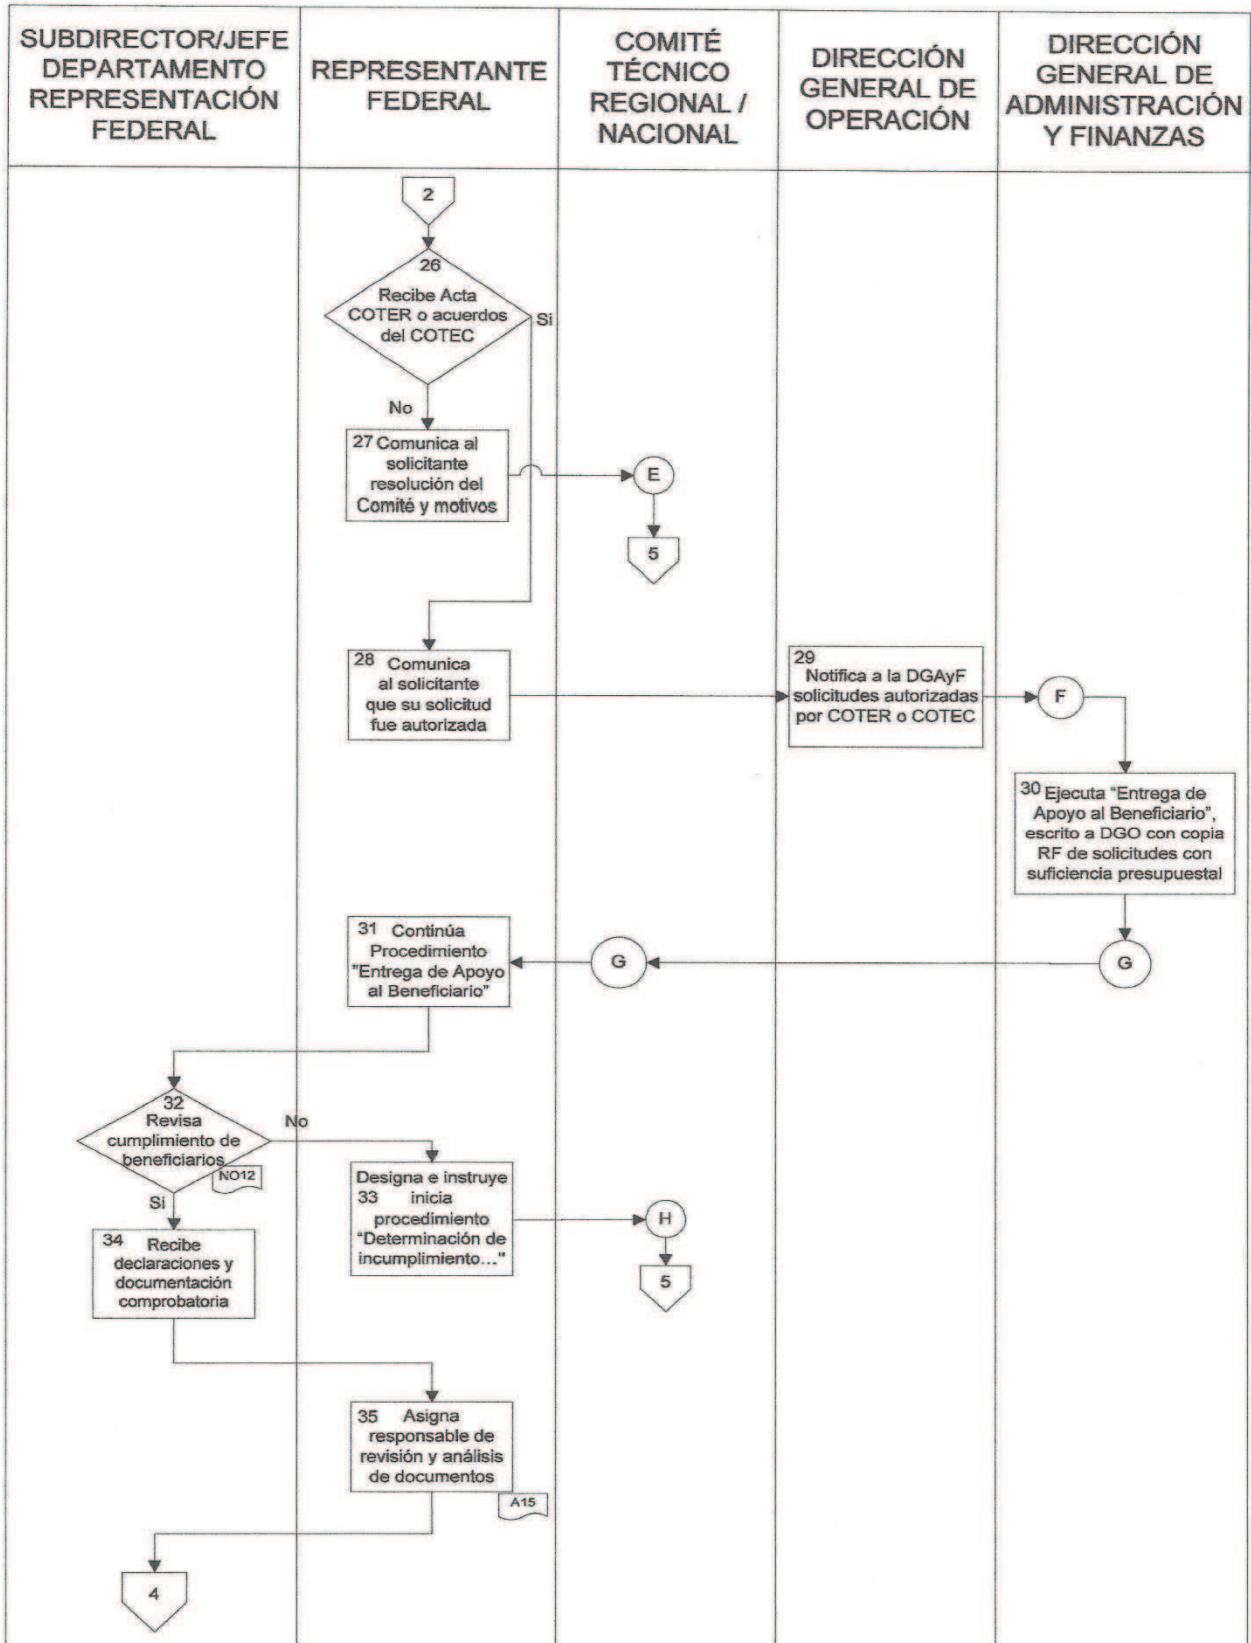 SUBDIRECTOR/JEFE
DEPARTAMENTO
REPRESENTACIÓN
FEDERAL
REPRESENTANTE
FEDERAL
COMITÉ
TÉCNICO
REGIONAL /
NACIONAL
DIRECCIÓN
GENERAL DE
OPERACIÓN
DIRECCIÓN
GENERAL DE
ADMINISTRACIÓN
Y FINANZAS
2
26
Recibe Acta
COTER o acuerdos
del COTEC
Si
No
27 Comunica al
solicitante
resolución del
Comité y motivos
E
5
28 Comunica
al solicitante
que su solicitud
fue autorizada
29
Notifica a la DGAyF
solicitudes autorizadas
por COTER o COTEC
F
30 Ejecuta "Entrega de
Apoyo al Beneficiario",
escrito a DGO con copia
RF de solicitudes con
suficiencia presupuestal
31 Continúa
Procedimiento
"Entrega de Apoyo
al Beneficiario"
G
G
32
Revisa
cumplimiento de
beneficiarios
NO12
No
Si
Designa e instruye
33 inicia
procedimiento
"Determinación de
incumplimiento..."
H
5
34 Recibe
declaraciones y
documentación
comprobatoria
35 Asigna
responsable de
revisión y análisis
de documentos
A15
4